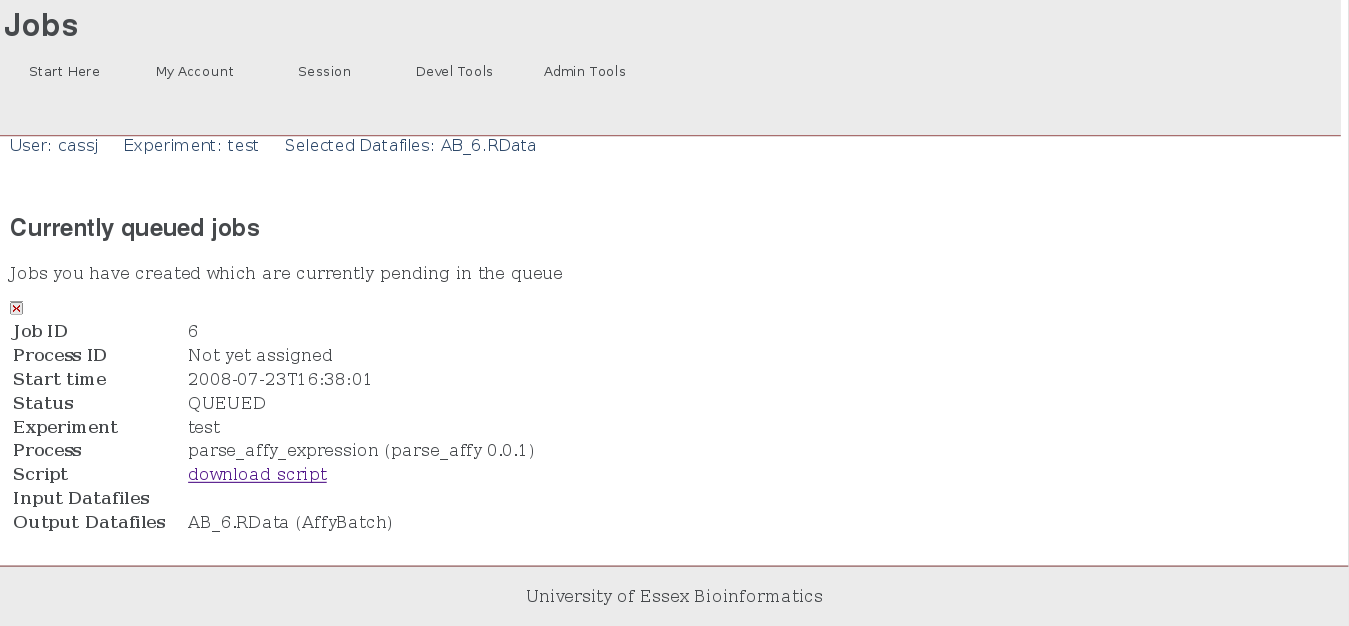 Jobs
Start Here My Account Session Devel Tools Admin Tools
User: cassj Experiment: test Selected Datafiles: AB_6.RData
Currently queued jobs
Jobs you have created which are currently pending in the queue
Job ID 6
Process ID Not yet assigned
Start time 2008-07-23T16:38:01
Status QUEUED
Experiment test
Process parse_affy_expression (parse_affy 0.0.1)
Script download script
Input Datafiles
Output Datafiles AB_6.RData (AffyBatch)
University of Essex Bioinformatics